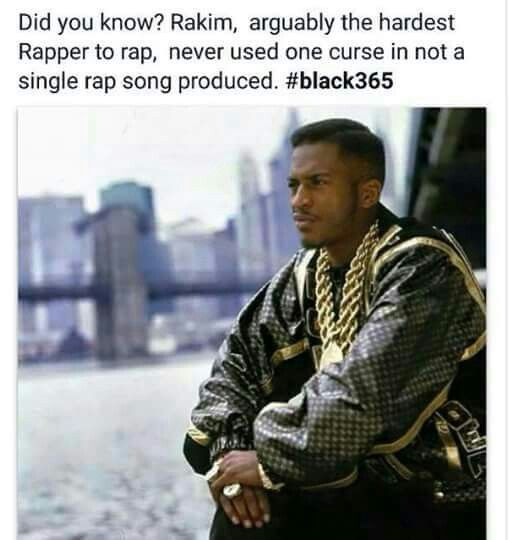 Did you know? Rakim, arguably the hardest
Rapper to rap, never used one curse in not a
single rap song produced. #black365